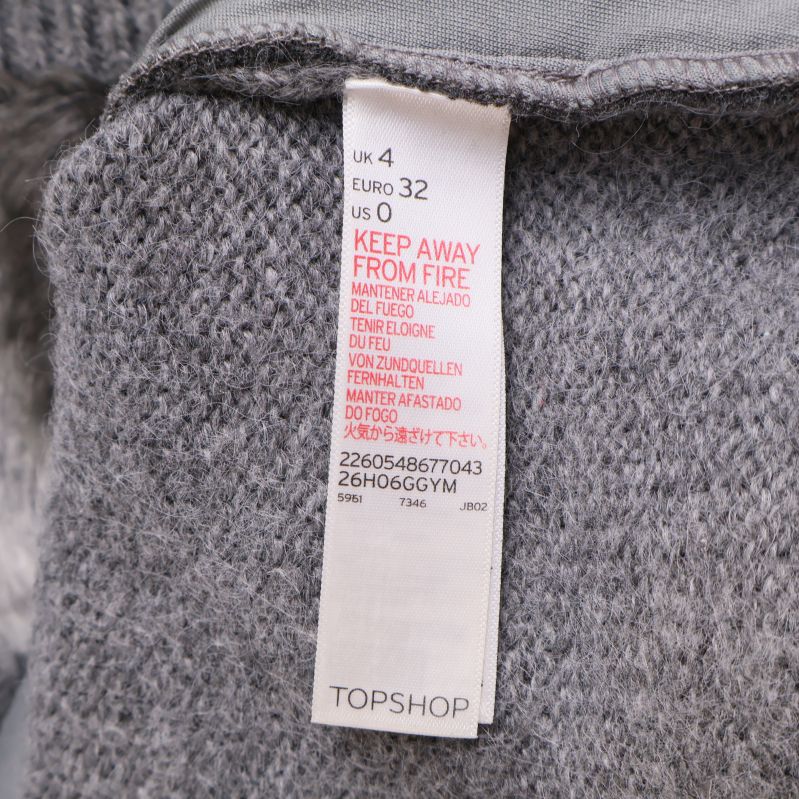 UK 4
EURO 32
US 0
KEEP AWAY
FROM FIRE
MANTENER ALEJADO
DEL FUEGO
TENIR ELOIGNE
DU FEU
VON ZUNDQUELLEN
FERNHALTEN
MANTER AFASTADO
DO FOGO
火気から遠ざけて下さい。
2260548677043
26H06GGYM
5961 7346 JB02
TOPSHOP